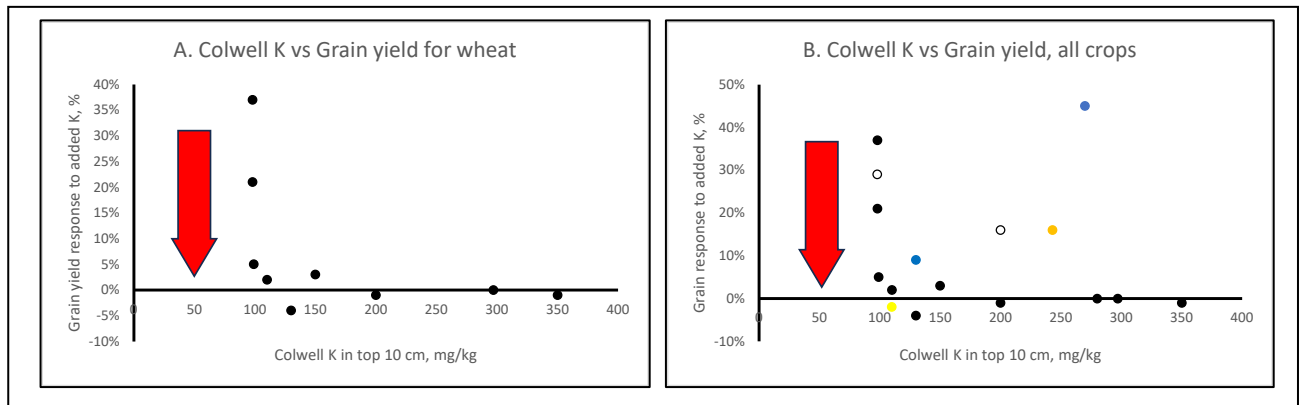 A. Colwell K vs Grain yield for wheat
Grain yield response to added K, %
40%
35%
30%
25%
20%
15%
10%
5%
0%
-5%
-10%
0 50 100 150 200 250 300 350 400
Colwell K in top 10 cm, mg/kg
B. Colwell K vs Grain yield, all crops
Grain response to added K, %
50%
40%
30%
20%
10%
0%
-10%
0 50 100 150 200 250 300 350 400
Colwell K in top 10 cm, mg/kg